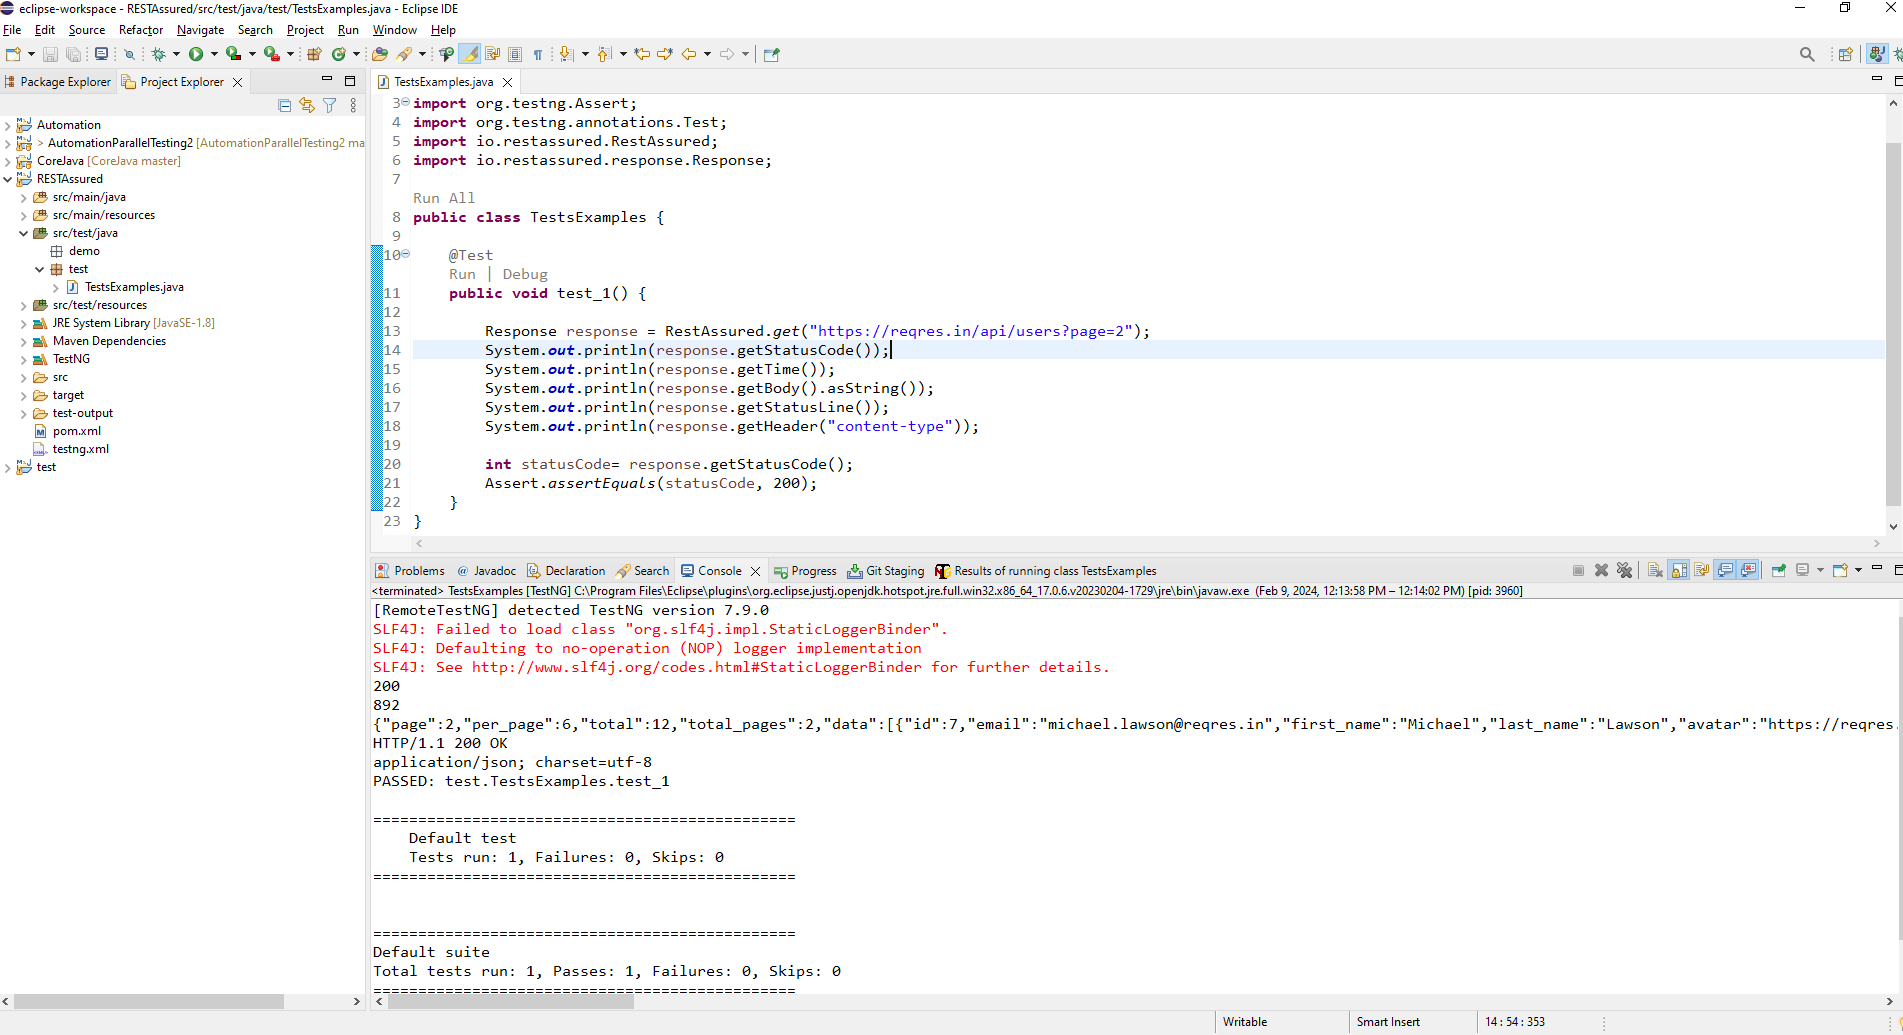 eclipse-workspace - RESTAssured/src/test/java/test/TestsExamples.java - Eclipse IDE
File Edit Source Refactor Navigate Search Project Run Window Help
Package Explorer Project Explorer
Automation
> AutomationParallelTesting2 [AutomationParallelTesting2 ma
CoreJava [CoreJava master]
RESTAssured
src/main/java
src/main/resources
src/test/java
demo
test
TestsExamples.java
src/test/resources
JRE System Library [JavaSE-1.8]
Maven Dependencies
TestNG
src
target
test-output
pom.xml
testng.xml
test
TestsExamples.java
3 import org.testng.Assert;
4 import org.testng.annotations.Test;
5 import io.restassured.RestAssured;
6 import io.restassured.response.Response;
7
Run All
8 public class TestsExamples {
9
10 @Test
Run | Debug
11 public void test_1() {
12
13 Response response = RestAssured.get("https://reqres.in/api/users?page=2");
14 System.out.println(response.getStatusCode());
15 System.out.println(response.getTime());
16 System.out.println(response.getBody().asString());
17 System.out.println(response.getStatusLine());
18 System.out.println(response.getHeader("content-type"));
19
20 int statusCode= response.getStatusCode();
21 Assert.assertEquals(statusCode, 200);
22 }
23 }
Problems @ Javadoc Declaration Search Console Progress Git Staging Results of running class TestsExamples
<terminated> TestsExamples [TestNG] C:\Program Files\Eclipse\plugins\org.eclipse.justj.openjdk.hotspot.jre.full.win32.x86_64_17.0.6.v20230204-1729\jre\bin\javaw.exe (Feb 9, 2024, 12:13:58 PM – 12:14:02 PM) [pid: 3960]
[RemoteTestNG] detected TestNG version 7.9.0
SLF4J: Failed to load class "org.slf4j.impl.StaticLoggerBinder".
SLF4J: Defaulting to no-operation (NOP) logger implementation
SLF4J: See http://www.slf4j.org/codes.html#StaticLoggerBinder for further details.
200
892
{"page":2,"per_page":6,"total":12,"total_pages":2,"data":[{"id":7,"email":"michael.lawson@reqres.in","first_name":"Michael","last_name":"Lawson","avatar":"https://reqres.
HTTP/1.1 200 OK
application/json; charset=utf-8
PASSED: test.TestsExamples.test_1
===============================================
Default test
Tests run: 1, Failures: 0, Skips: 0
===============================================
===============================================
Default suite
Total tests run: 1, Passes: 1, Failures: 0, Skips: 0
===============================================
Writable Smart Insert 14 : 54 : 353